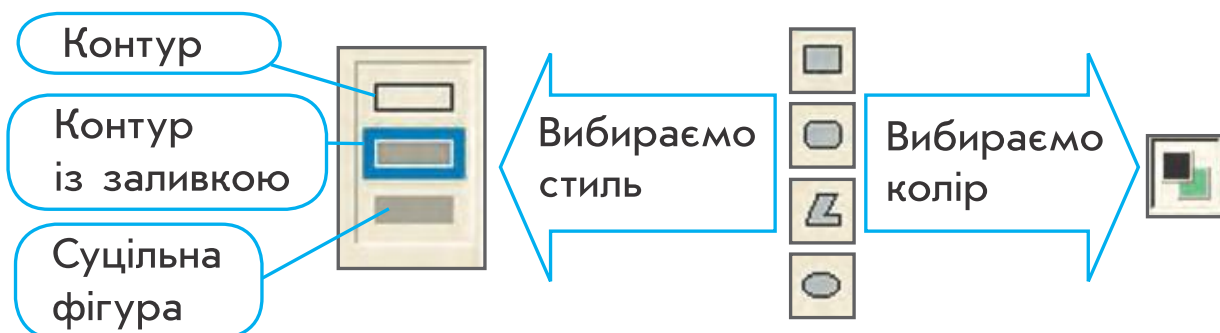 Контур
Контур
із заливкою
Суцільна
фігура
Вибираємо
стиль
Вибираємо
колір